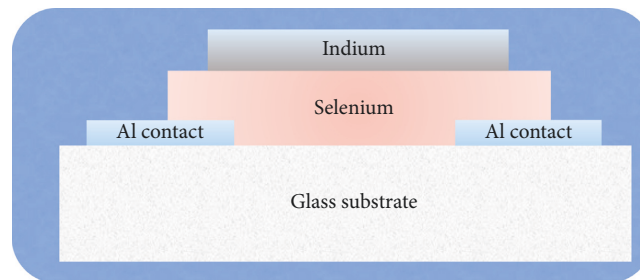 Indium
Selenium
Al contact
Al contact
Glass substrate